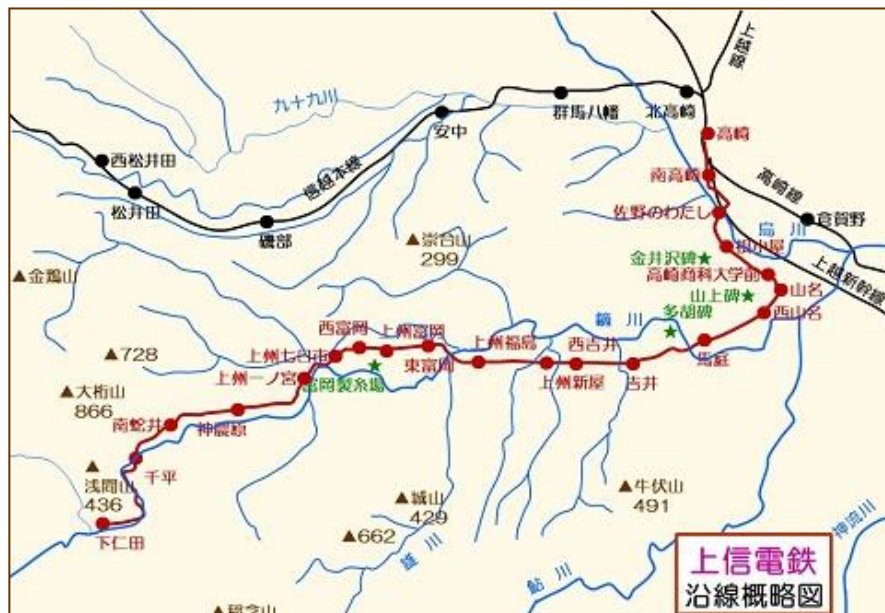 上越線
九十九川
群馬八幡
北高崎
高崎
安中
西松井田
信越本線
南高崎
高崎線
松井田
佐野のわたし
倉賀野
烏川
磯部
▲崇台山
299
根小屋
金井沢碑★
▲金鶏山
高崎商科大学前
上越新幹線
山名
山上碑★
鏑川
多胡碑
★
西山名
西富岡
上州富岡
▲728
上州七日市
上州福島
西吉井
馬庭
東富岡
上州一ノ宮
★
富岡製糸場
上州新屋
吉井
▲大桁山
866
南蛇井
神農原
千平
▲
浅間山
436
▲城山
429
▲牛伏山
491
下仁田
▲662
雄川
鮎川
神流川
上信電鉄
沿線概略図
▲稲含山